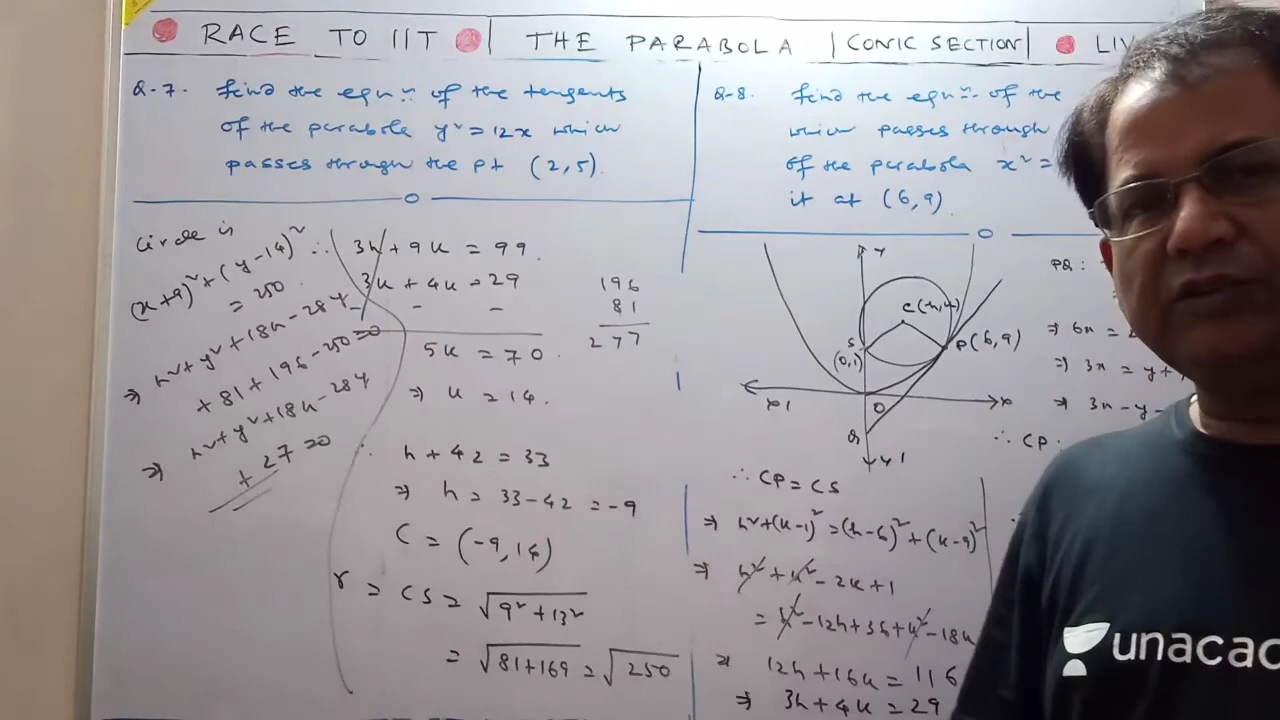 RACE TO IIT | THE PARABOLA | CONIC SECTION | LIV
Q-7. Find the eqn of the tangents
of the parabola y² = 12x which
passes through the pt (2,5).
Circle is
(x+9)² + (y-14)²
= 250
⇒ x²+y²+18x-28y
+81+196-250=0
⇒ x²+y²+18x-28y
+27=0
∴ 3h+9k = 99.
3h+4k=29
- - -
5k = 70.
⇒ k = 14.
196
81
277
∴ h+42 = 33
⇒ h = 33-42 = -9
C = (-9,14)
r = CS = √9²+13²
= √81+169 = √250
Q-8. Find the eqn of the
which passes through
of the parabola x² =
it at (6,9).
Y
C(h,k)
S
(0,1)
P(6,9)
X1
O
X
Q
Y1
PQ:
⇒ 6x = 2
⇒ 3x = y+
⇒ 3x-y-
∴ CP:
∴ CP = CS
⇒ h²+(k-1)²=(h-6)²+(k-9)²
⇒ h²+k²-2k+1
= h²-12h+36+k²-18k
⇒ 12h+16k=116
⇒ 3h+4k=29
unacad